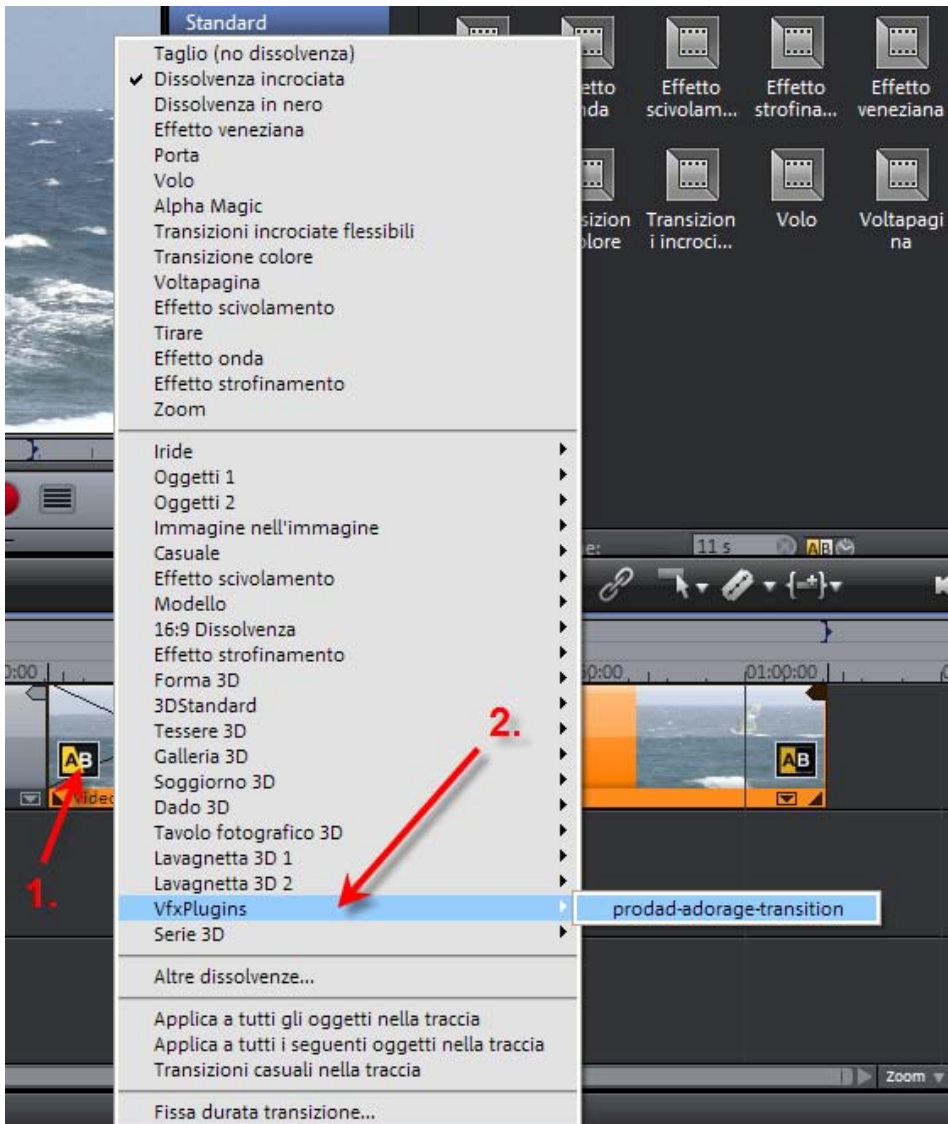 Standard
Taglio (no dissolvenza)
Dissolvenza incrociata
Dissolvenza in nero
Effetto veneziana
Porta
Volo
Alpha Magic
Transizioni incrociate flessibili
Transizione colore
Voltapagina
Effetto scivolamento
Tirare
Effetto onda
Effetto strofinamento
Zoom
Iride
Oggetti 1
Oggetti 2
Immagine nell'immagine
Casuale
Effetto scivolamento
Modello
16:9 Dissolvenza
Effetto strofinamento
Forma 3D
3DStandard
Tessere 3D
Galleria 3D
Soggiorno 3D
Dado 3D
Tavolo fotografico 3D
Lavagnetta 3D 1
Lavagnetta 3D 2
VfxPlugins
prodad-adorage-transition
Serie 3D
Altre dissolvenze...
Applica a tutti gli oggetti nella traccia
Applica a tutti i seguenti oggetti nella traccia
Transizioni casuali nella traccia
Fissa durata transizione...
Effetto
scivolam...
Effetto
strofina...
Effetto
veneziana
Transizion
i incroci...
Volo
Voltapagi
na
11 s
AB
01:00:00
AB
AB
1.
2.
Zoom